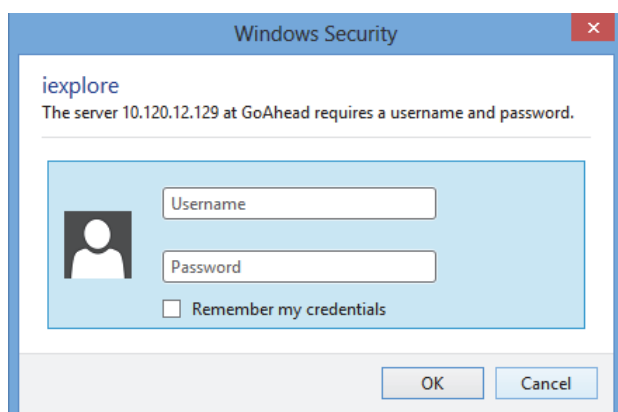 Windows Security
iexplore
The server 10.120.12.129 at GoAhead requires a username and password.
Username
Password
Remember my credentials
OK Cancel